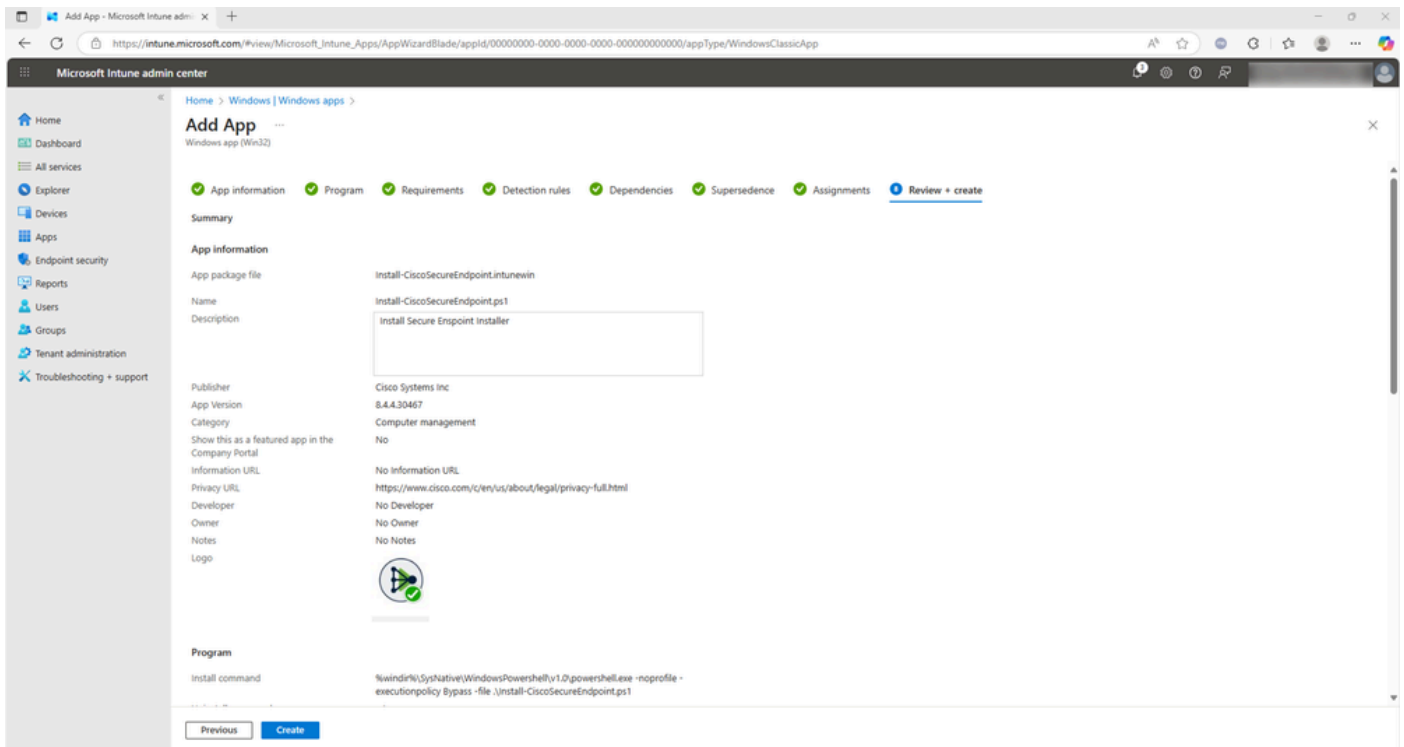 Add App - Microsoft Intune admi
https://intune.microsoft.com/#view/Microsoft_Intune_Apps/AppWizardBlade/appId/00000000-0000-0000-0000-000000000000/appType/WindowsClassicApp
Microsoft Intune admin center
Home > Windows | Windows apps >
Add App
Windows app (Win32)
Home
Dashboard
All services
Explorer
Devices
Apps
Endpoint security
Reports
Users
Groups
Tenant administration
Troubleshooting + support
App information Program Requirements Detection rules Dependencies Supersedence Assignments 8 Review + create
Summary
App information
App package file Install-CiscoSecureEndpoint.intunewin
Name Install-CiscoSecureEndpoint.ps1
Description Install Secure Enspoint Installer
Publisher Cisco Systems Inc
App Version 8.4.4.30467
Category Computer management
Show this as a featured app in the No
Company Portal
Information URL No Information URL
Privacy URL https://www.cisco.com/c/en/us/about/legal/privacy-full.html
Developer No Developer
Owner No Owner
Notes No Notes
Logo
Program
Install command %windir%\SysNative\WindowsPowershell\v1.0\powershell.exe -noprofile -
executionpolicy Bypass -file .\Install-CiscoSecureEndpoint.ps1
Previous Create